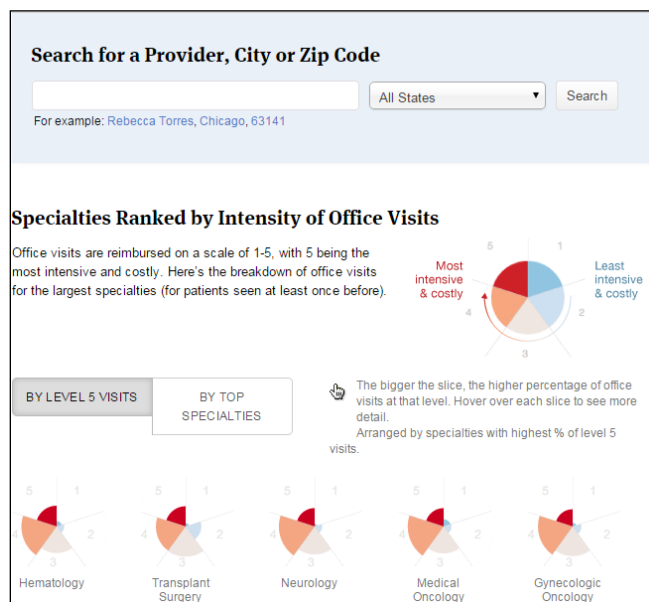 Search for a Provider, City or Zip Code
All States
Search
For example: Rebecca Torres, Chicago, 63141
Specialties Ranked by Intensity of Office Visits
Office visits are reimbursed on a scale of 1-5, with 5 being the
most intensive and costly. Here's the breakdown of office visits
for the largest specialties (for patients seen at least once before).
5
1
Most
intensive
& costly
Least
intensive
& costly
4
2
3
BY LEVEL 5 VISITS
BY TOP
SPECIALTIES
The bigger the slice, the higher percentage of office
visits at that level. Hover over each slice to see more
detail.
Arranged by specialties with highest % of level 5
visits.
5 1
4 2
3
Hematology
5 1
4 2
3
Transplant
Surgery
5 1
4 2
3
Neurology
5 1
4 2
3
Medical
Oncology
5 1
4 2
3
Gynecologic
Oncology